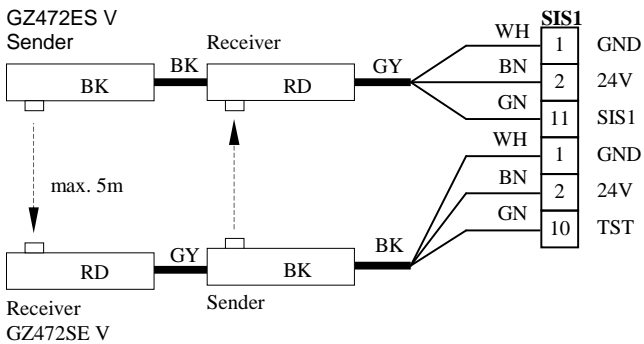 GZ472ES V
Sender
Receiver
SIS1
BK
BK
RD
GY
WH
1
GND
BN
2
24V
GN
11
SIS1
WH
1
GND
BN
2
24V
GN
10
TST
max. 5m
RD
GY
BK
BK
Receiver
GZ472SE V
Sender